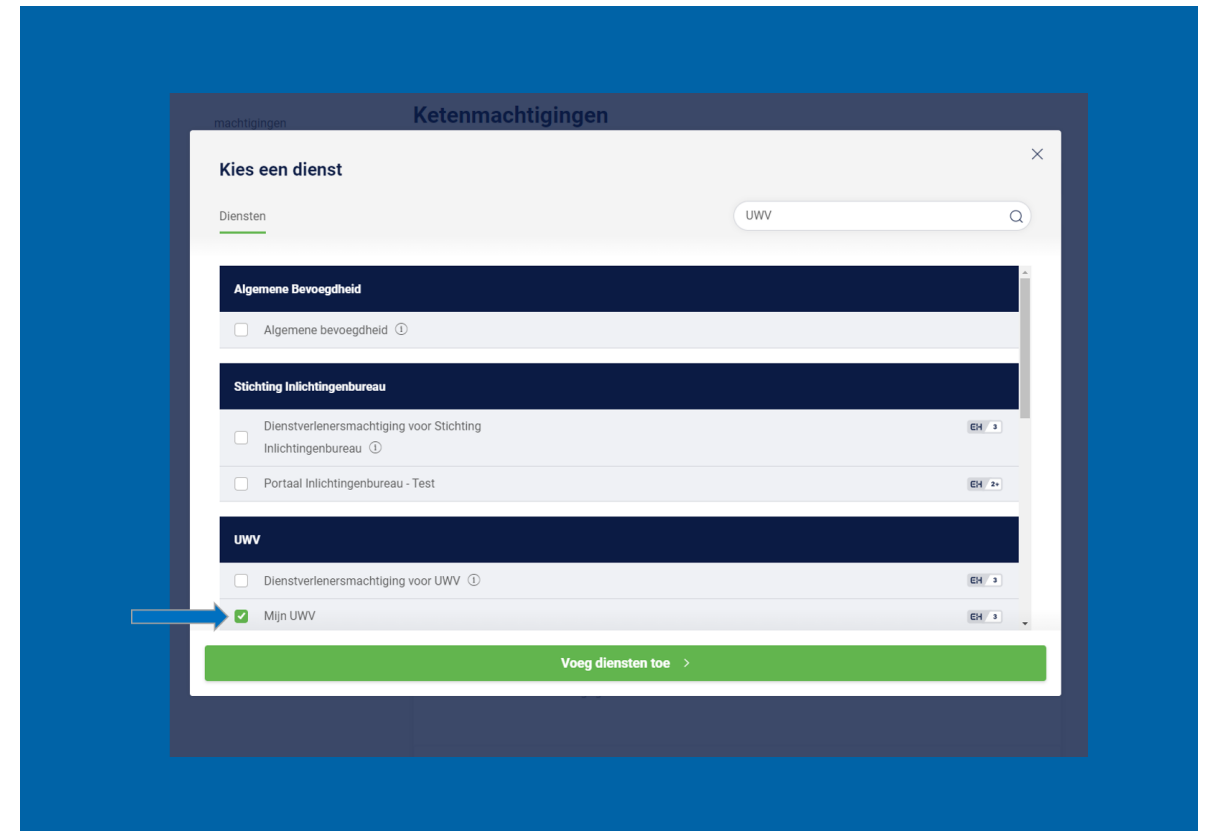 machtigingen
Ketenmachtigingen
Kies een dienst
Diensten
UWV
Algemene Bevoegdheid
Algemene bevoegdheid
Stichting Inlichtingenbureau
Dienstverlenersmachtiging voor Stichting
Inlichtingenbureau
EH 3
Portaal Inlichtingenbureau - Test
EH 2+
UWV
Dienstverlenersmachtiging voor UWV
EH 3
Mijn UWV
EH 3
Voeg diensten toe